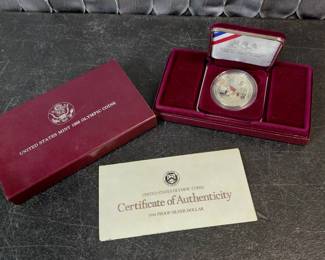 UNITED STATES MINT 1988 OLYMPIC COINS
UNITED STATES OLYMPIC COINS
Certificate of Authenticity
1988 PROOF SILVER DOLLAR